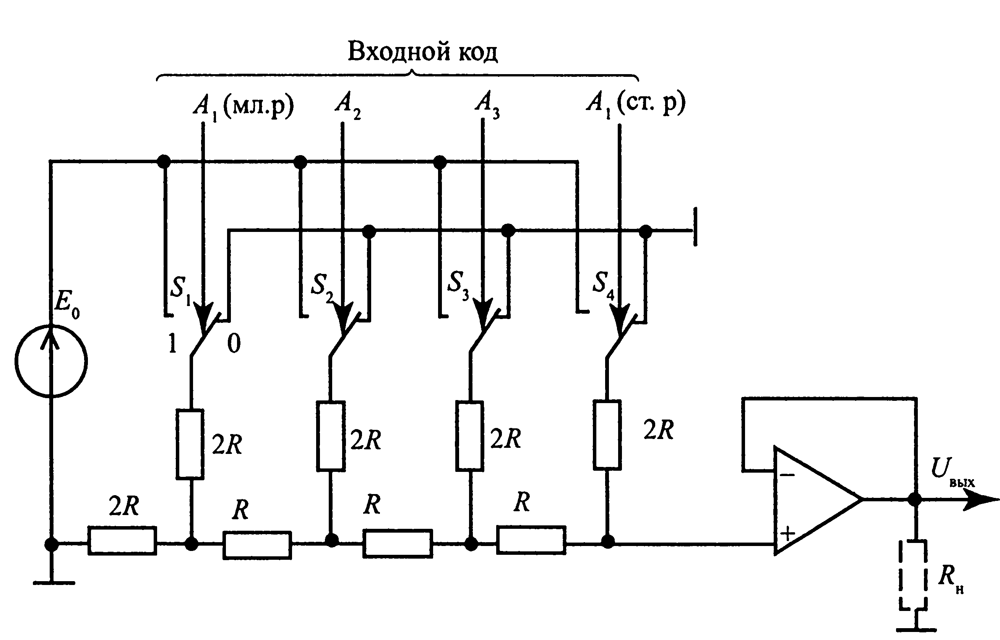 Входной код
A₁ (мл.р) A₂ A₃ A₁ (ст. р)
S₁ S₂ S₃ S₄
E₀
1 0
2R 2R 2R 2R
2R R R R
−
+
Uвых
Rн